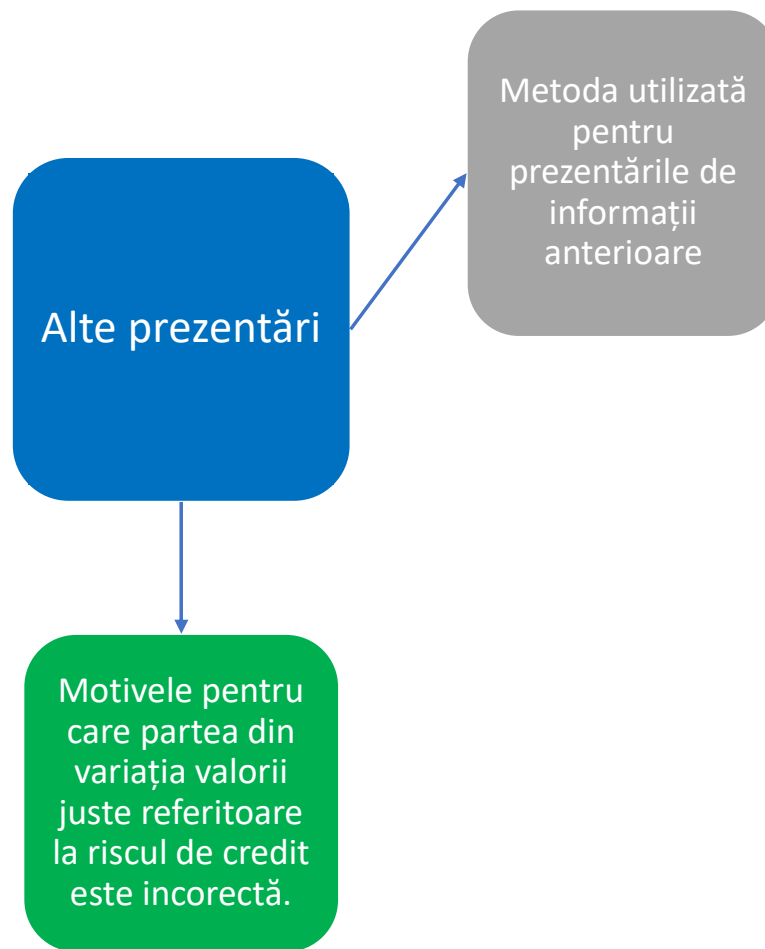 Metoda utilizată
pentru
prezentările de
informații
anterioare
Alte prezentări
Motivele pentru
care partea din
variația valorii
juste referitoare
la riscul de credit
este incorectă.